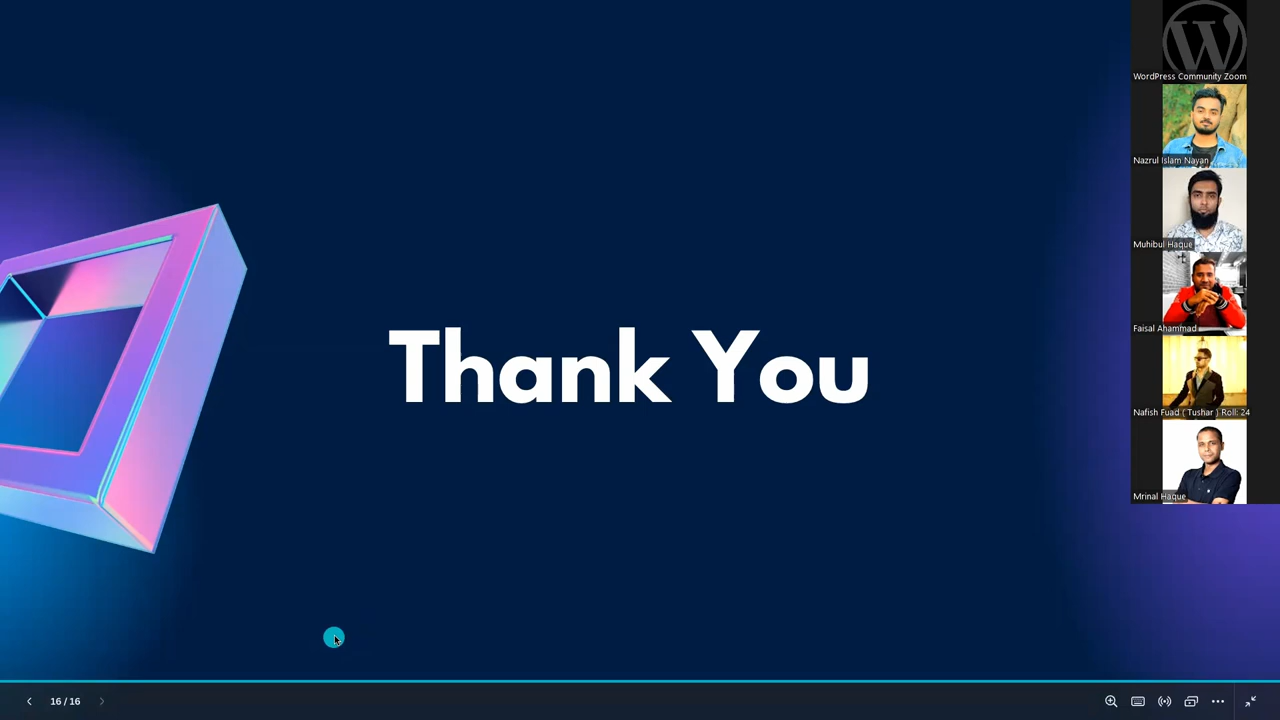 Thank You
WordPress Community Zoom
Nazrul Islam Nayan
Muhibul Haque
Faisal Ahammad
Nafish Fuad ( Tushar ) Roll: 24
Mrinal Haque
16 / 16